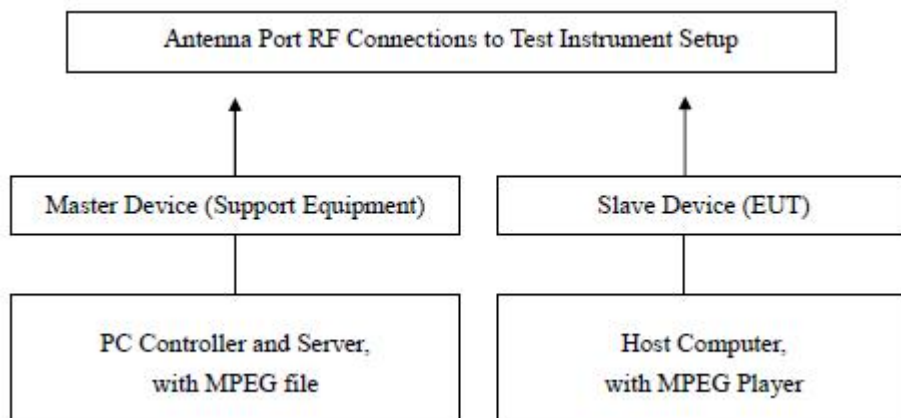 Antenna Port RF Connections to Test Instrument Setup
Master Device (Support Equipment)
Slave Device (EUT)
PC Controller and Server,
with MPEG file
Host Computer,
with MPEG Player